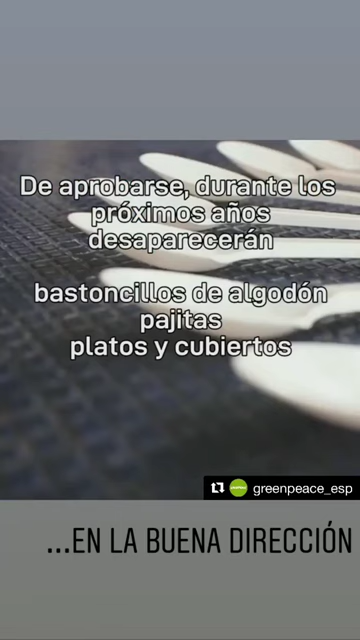 De aprobarse, durante los
próximos años
desaparecerán
bastoncillos de algodón
pajitas
platos y cubiertos
greenpeace_esp
...EN LA BUENA DIRECCIÓN